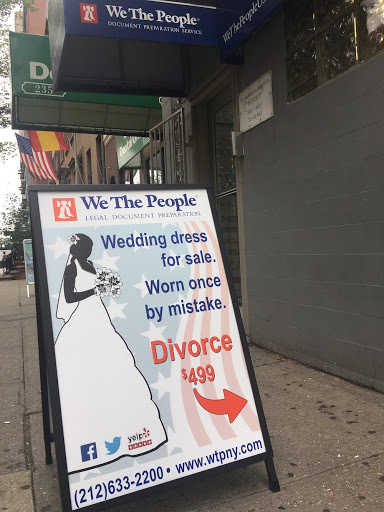 We The People
DOCUMENT PREPARATION SERVICE
235
We The People
LEGAL DOCUMENT PREPARATION
Wedding dress
for sale.
Worn once
by mistake.
Divorce
$499
yelp
(212)633-2200 • www.wtpny.com